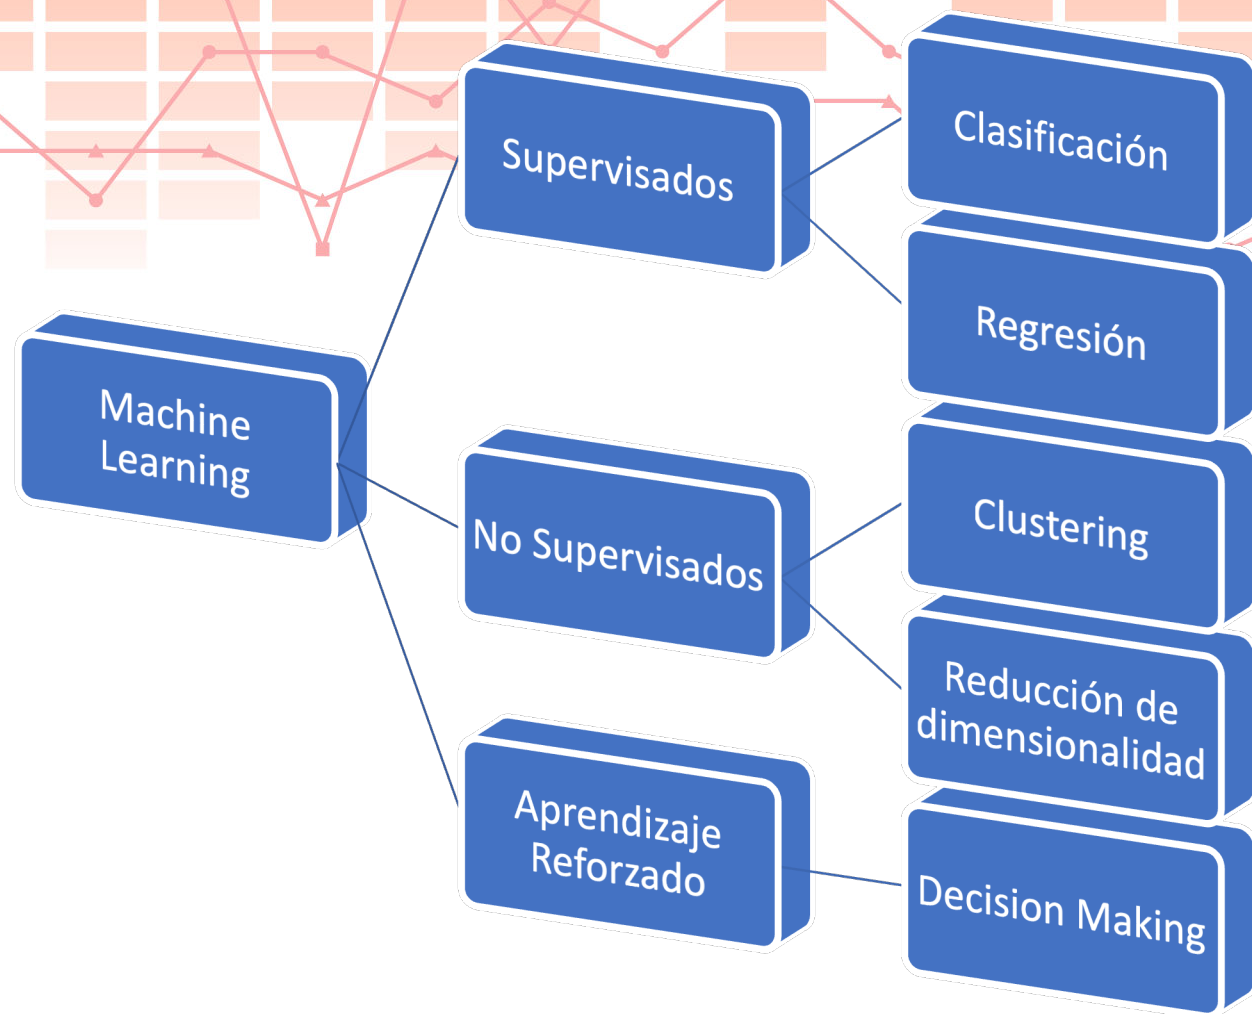 Machine
Learning
Supervisados
Clasificación
Regresión
No Supervisados
Clustering
Reducción de
dimensionalidad
Aprendizaje
Reforzado
Decision Making